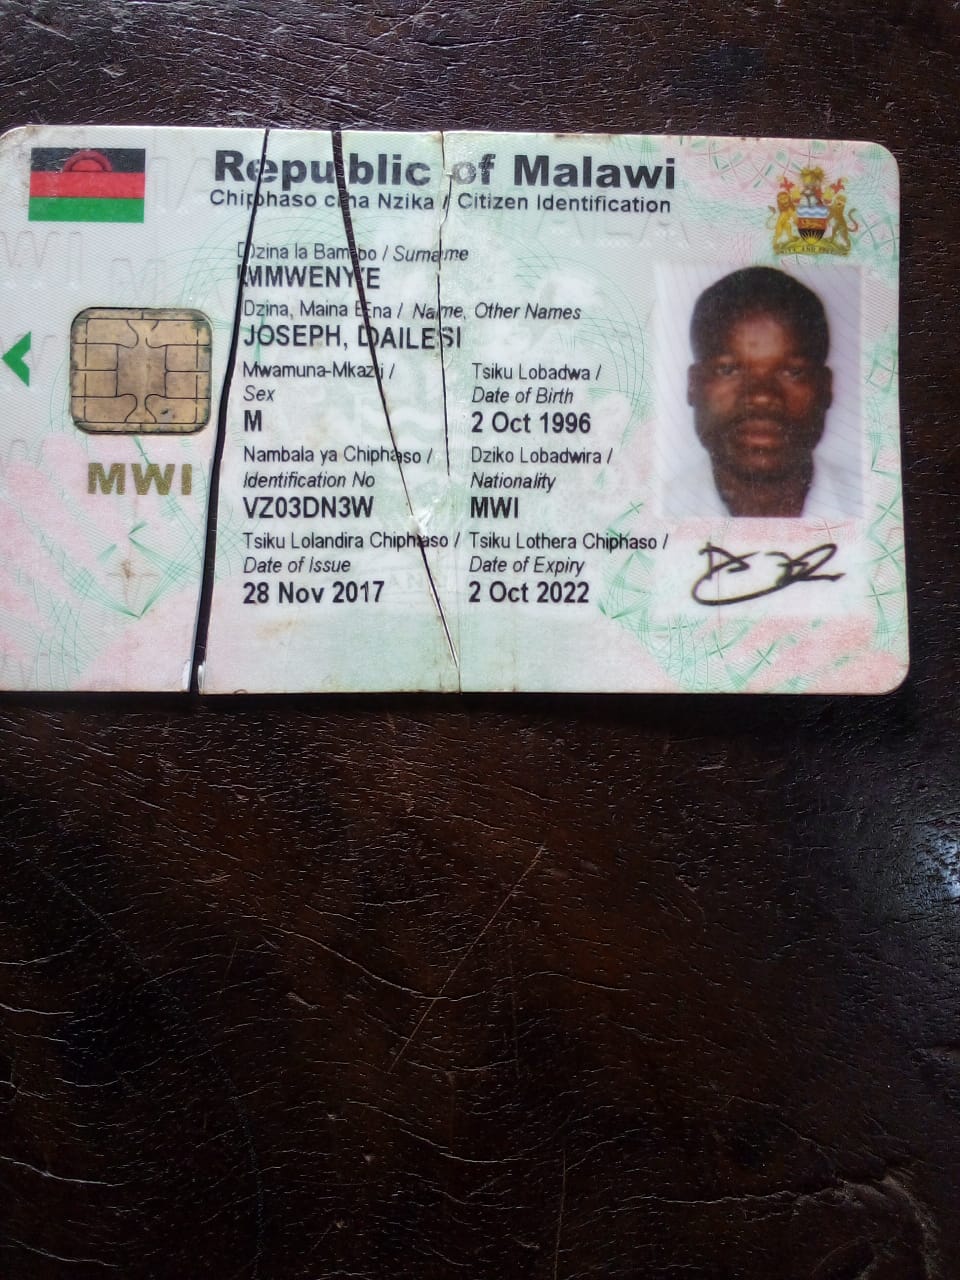 Republic of Malawi
Chiphaso cha Nzika / Citizen Identification
Dzina la Bambo / Surname
MMWENYE
Dzina, Maina Ena / Name, Other Names
JOSEPH, DAILESI
Mwamuna-Mkazi /
Sex
M
Tsiku Lobadwa /
Date of Birth
2 Oct 1996
Nambala ya Chiphaso /
Identification No
VZ03DN3W
Dziko Lobadwira /
Nationality
MWI
Tsiku Lolandira Chiphaso /
Date of Issue
28 Nov 2017
Tsiku Lothera Chiphaso /
Date of Expiry
2 Oct 2022
MWI